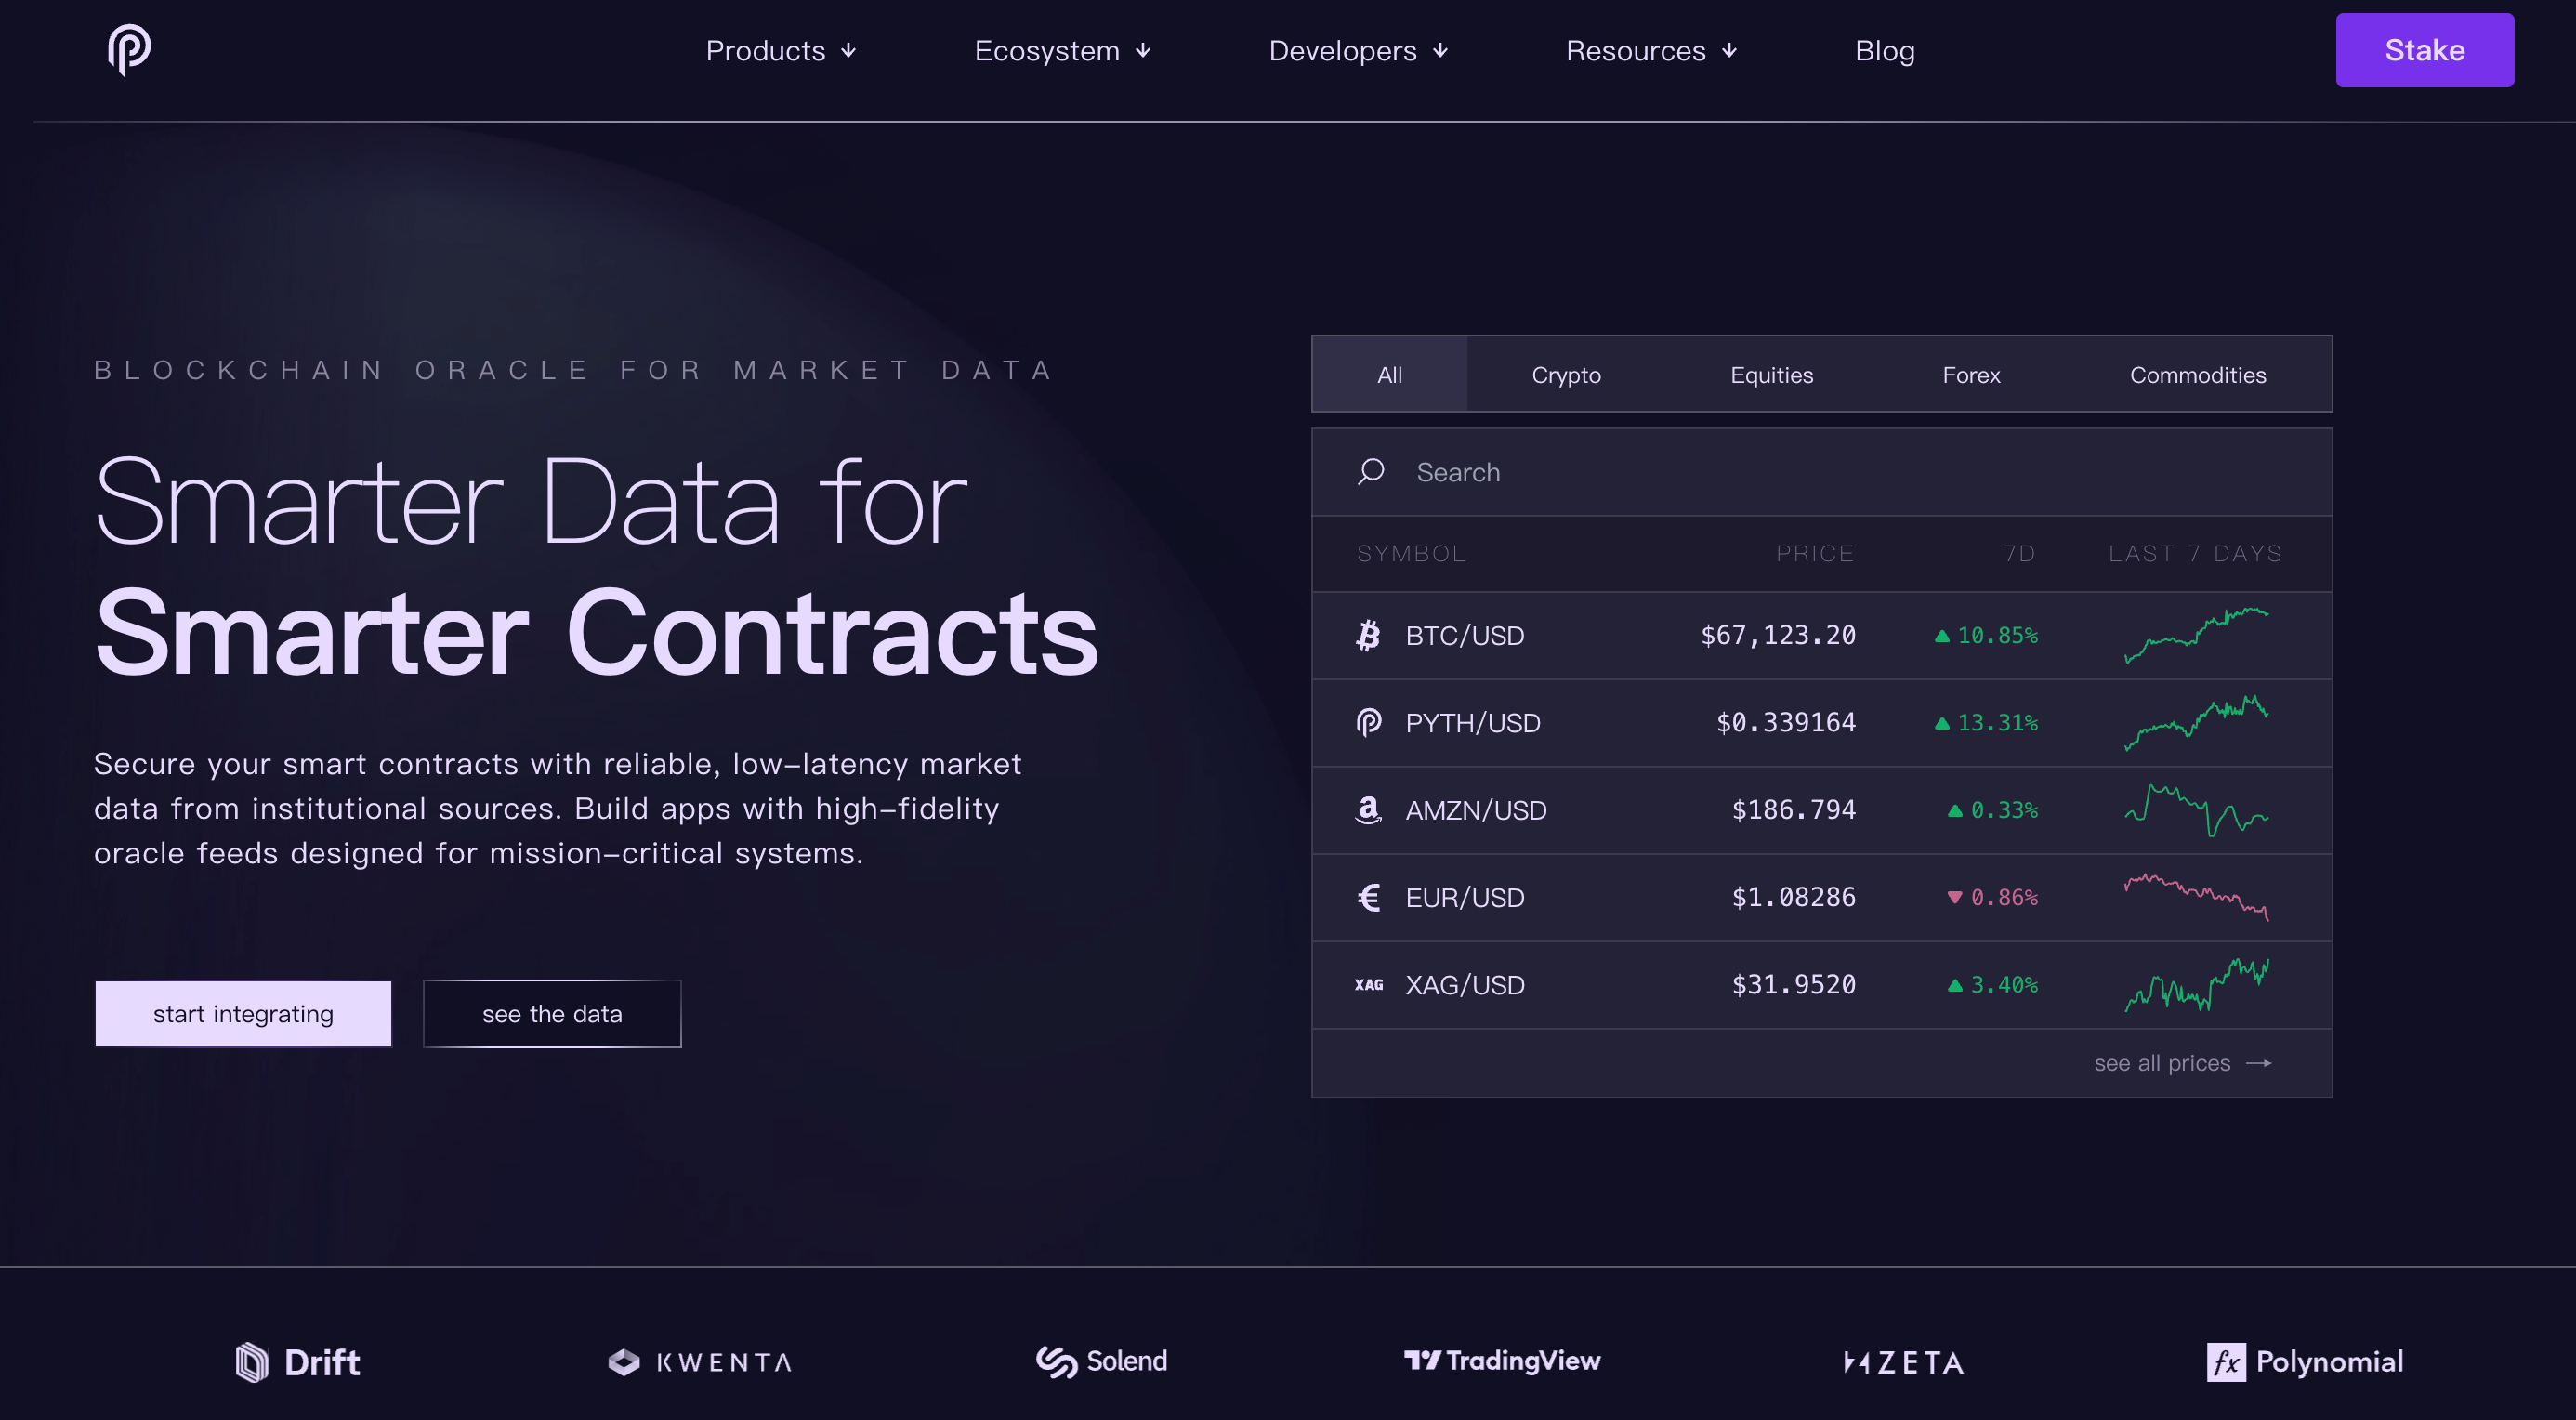 Products ↓ Ecosystem ↓ Developers ↓ Resources ↓ Blog Stake
BLOCKCHAIN ORACLE FOR MARKET DATA
Smarter Data for
Smarter Contracts
Secure your smart contracts with reliable, low-latency market
data from institutional sources. Build apps with high-fidelity
oracle feeds designed for mission-critical systems.
start integrating see the data
All Crypto Equities Forex Commodities
Search
SYMBOL PRICE 7D LAST 7 DAYS
BTC/USD $67,123.20 ▲ 10.85%
PYTH/USD $0.339164 ▲ 13.31%
AMZN/USD $186.794 ▲ 0.33%
€ EUR/USD $1.08286 ▼ 0.86%
XAG XAG/USD $31.9520 ▲ 3.40%
see all prices →
Drift KWENTA Solend TradingView ZETA fx Polynomial